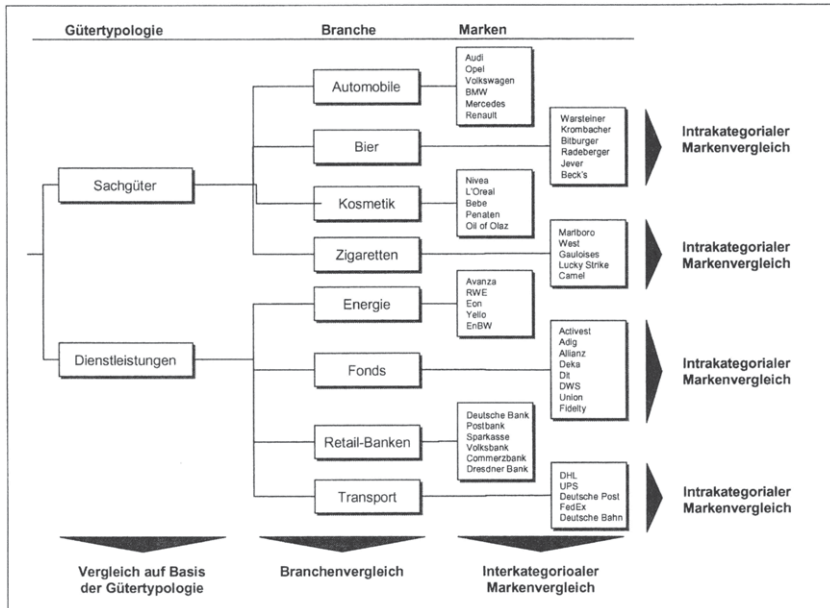 Gütertypologie
Branche
Marken
Sachgüter
Dienstleistungen
Automobile
Audi
Opel
Volkswagen
BMW
Mercedes
Renault
Bier
Warsteiner
Krombacher
Bitburger
Radeberger
Jever
Beck's
Intrakategorialer
Markenvergleich
Kosmetik
Nivea
L'Oreal
Bebe
Penaten
Oil of Olaz
Zigaretten
Marlboro
West
Gauloises
Lucky Strike
Camel
Intrakategorialer
Markenvergleich
Energie
Avanza
RWE
Eon
Yello
EnBW
Fonds
Activest
Adig
Allianz
Deka
Dit
DWS
Union
Fidelty
Intrakategorialer
Markenvergleich
Retail-Banken
Deutsche Bank
Postbank
Sparkasse
Volksbank
Commerzbank
Dresdner Bank
Transport
DHL
UPS
Deutsche Post
FedEx
Deutsche Bahn
Intrakategorialer
Markenvergleich
Vergleich auf Basis
der Gütertypologie
Branchenvergleich
Interkategorioaler
Markenvergleich